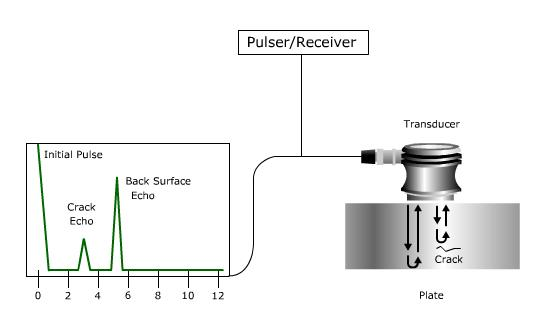 Pulser/Receiver
Transducer
Initial Pulse
Back Surface
Echo
Crack
Echo
Crack
0 2 4 6 8 10 12
Plate